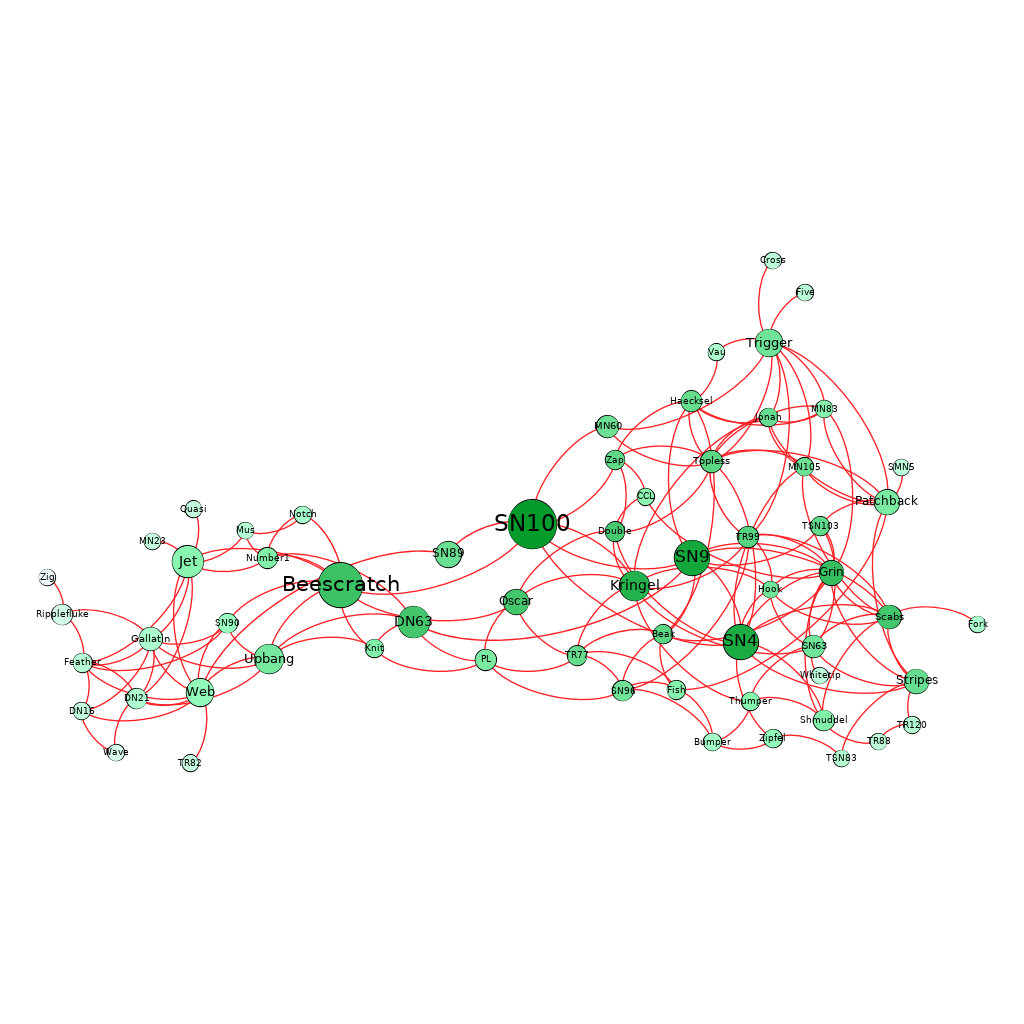 Cross
Five
Trigger
Vau
Haecksel
MN83
Jonah
MN60
Zap
Topless
MN105
SMN5
CCL
Patchback
Quasi
Notch
SN100
TSN103
Mus
Double
TR99
MN23
Jet
Number1
SN89
SN9
Grin
Zig
Beescratch
Kringel
Hook
Ripplefluke
SN90
DN63
Oscar
Scabs
Fork
Gallatin
Knit
Beak
SN4
SN63
Feather
Upbang
PL
TR77
Whitetip
Stripes
DN21
Web
SN96
Fish
Thumper
DN16
Shmuddel
TR120
Wave
TR82
Bumper
Zipfel
TR88
TSN83